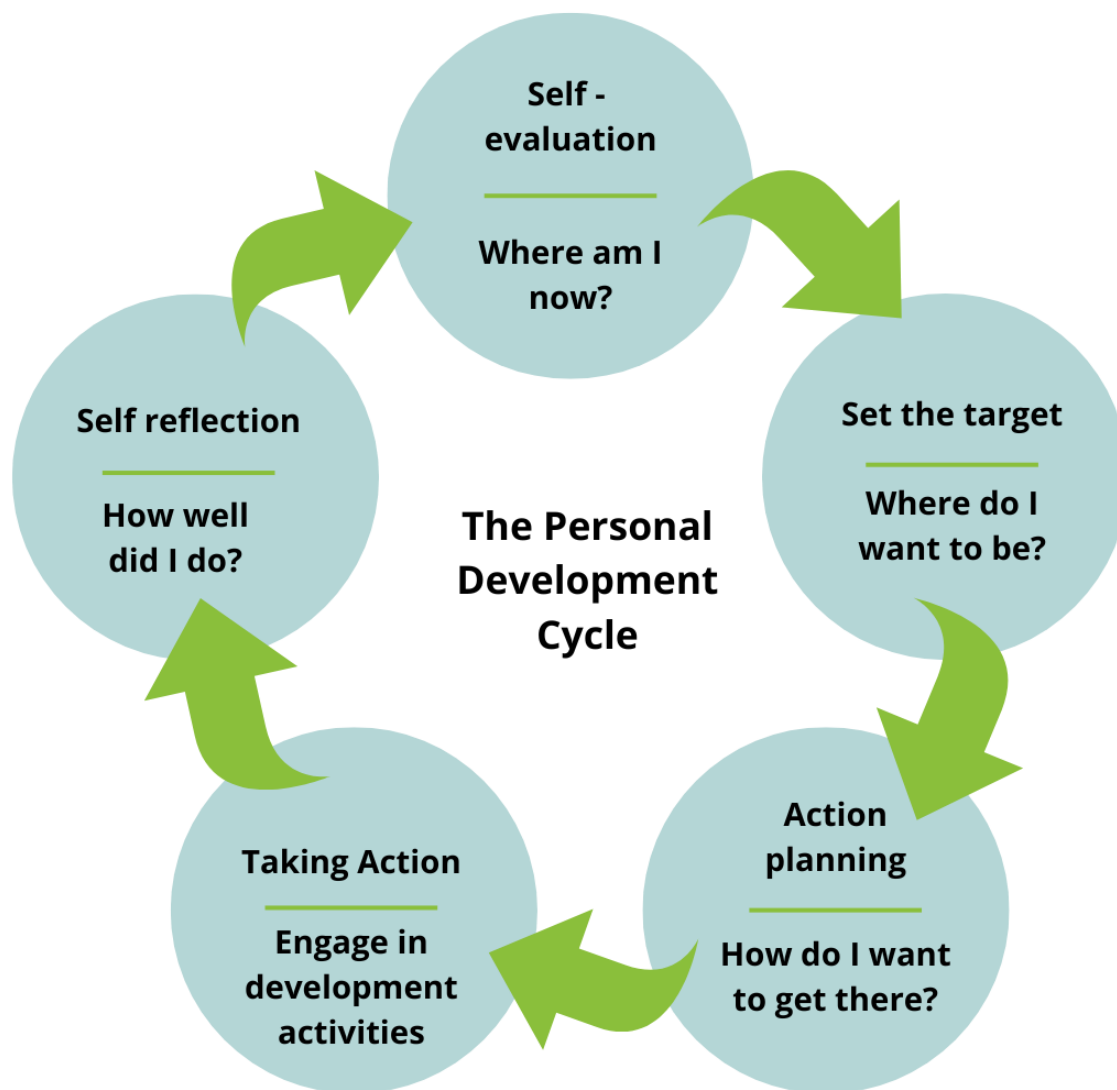 Self -
evaluation
Where am I
now?
Set the target
Where do I
want to be?
Action
planning
How do I want
to get there?
Taking Action
Engage in
development
activities
Self reflection
How well
did I do?
The Personal
Development
Cycle